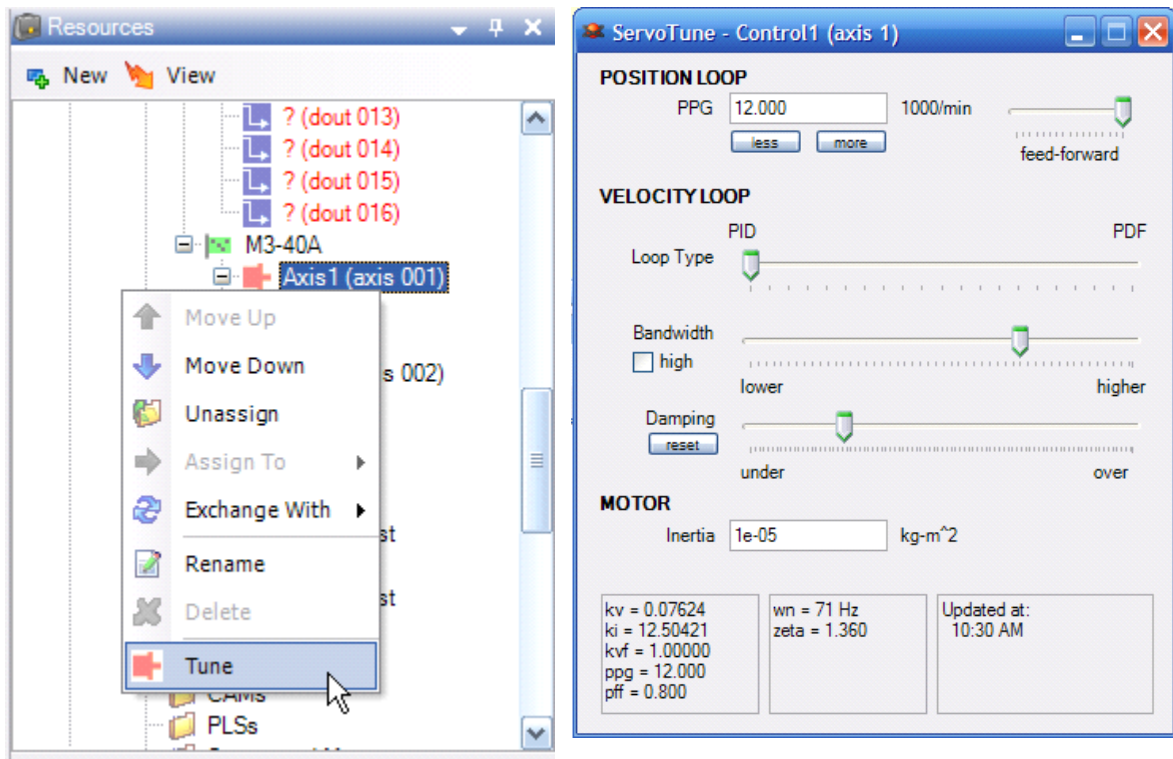 Resources
New View
? (dout 013)
? (dout 014)
? (dout 015)
? (dout 016)
M3-40A
Axis1 (axis 001)
Move Up
Move Down
s 002)
Unassign
Assign To
Exchange With
st
Rename
st
Delete
Tune
CAMs
PLSs
ServoTune - Control1 (axis 1)
POSITION LOOP
PPG 12.000 1000/min
less more
feed-forward
VELOCITY LOOP
PID PDF
Loop Type
Bandwidth
high
lower higher
Damping
reset
under over
MOTOR
Inertia 1e-05 kg-m^2
kv = 0.07624
ki = 12.50421
kvf = 1.00000
ppg = 12.000
pff = 0.800
wn = 71 Hz
zeta = 1.360
Updated at:
10:30 AM